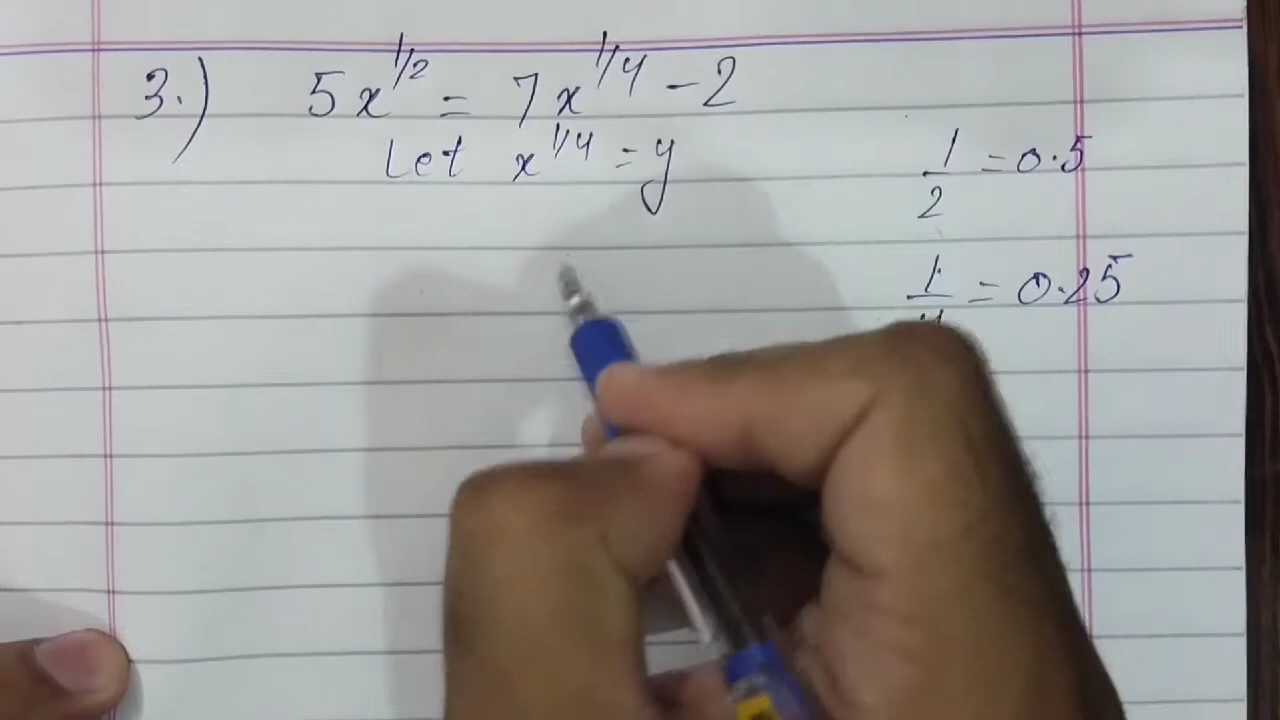 3.) 5x^1/2 = 7x^1/4 - 2
Let x^1/4 = y
1/2 = 0.5
1/4 = 0.25